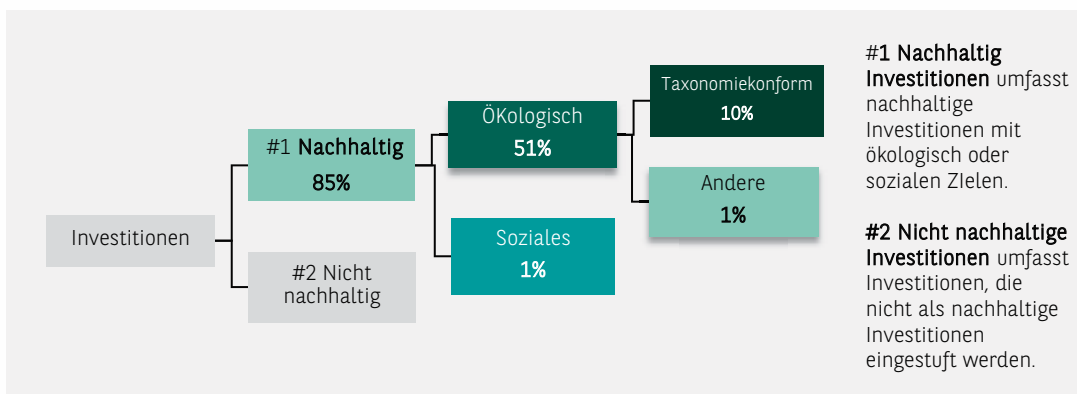 Investitionen
#1 Nachhaltig
85%
#2 Nicht
nachhaltig
ÖKologisch
51%
Soziales
1%
Taxonomiekonform
10%
Andere
1%
#1 Nachhaltig
Investitionen umfasst
nachhaltige
Investitionen mit
ökologisch oder
sozialen ZIelen.
#2 Nicht nachhaltige
Investitionen umfasst
Investitionen, die
nicht als nachhaltige
Investitionen
eingestuft werden.